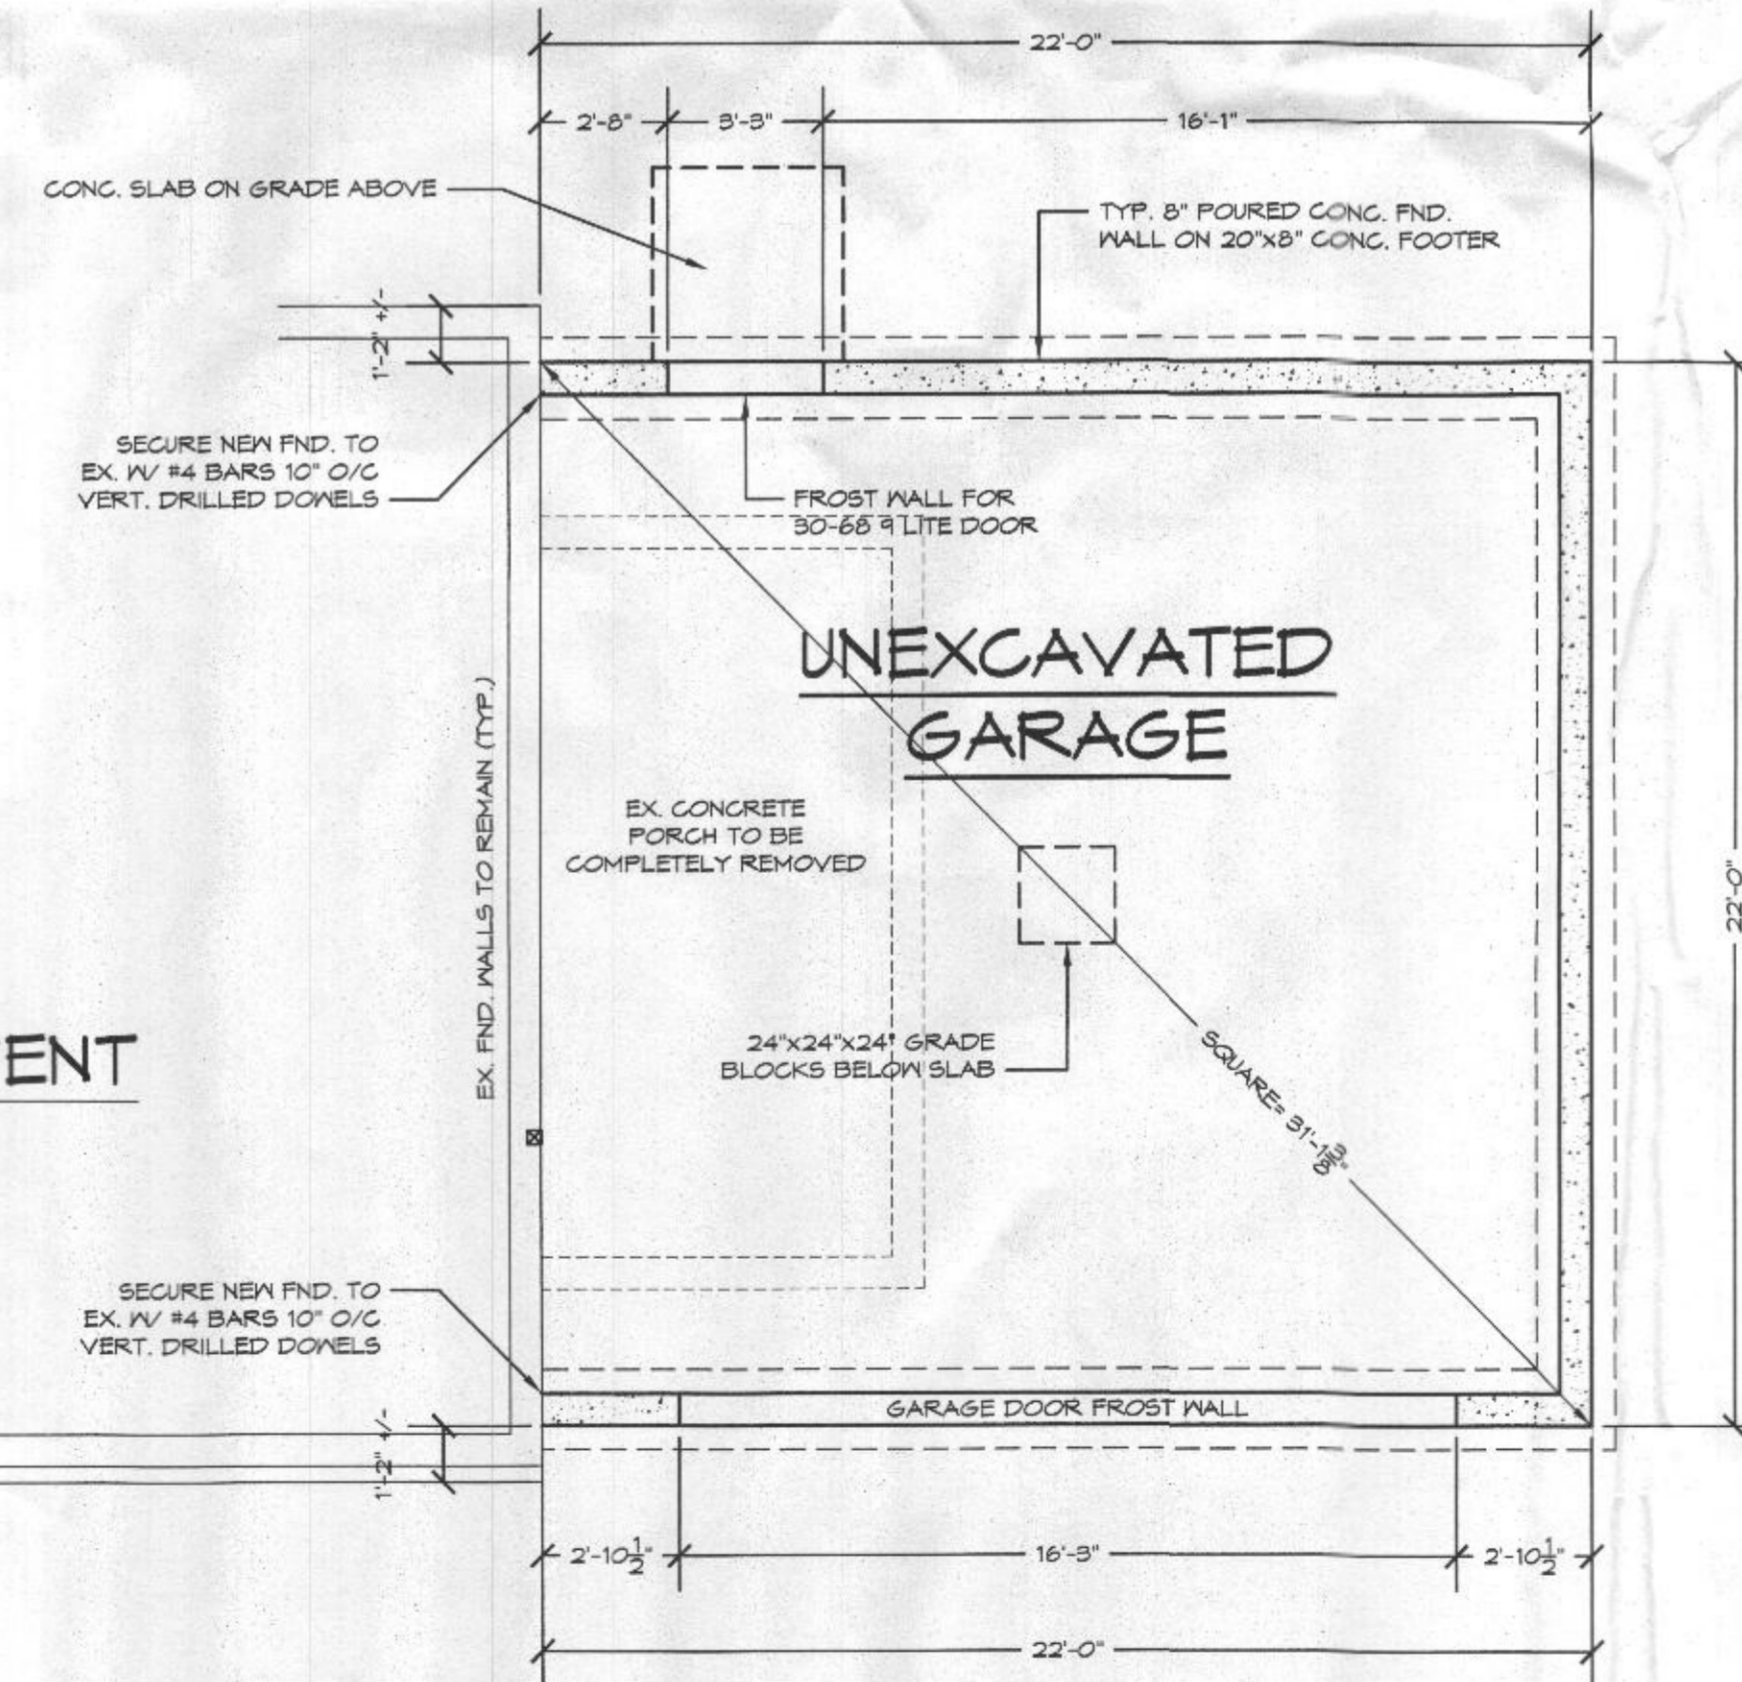 22'-0"
2'-8"
3'-3"
16'-1"
CONC. SLAB ON GRADE ABOVE
TYP. 8" POURED CONC. FND.
WALL ON 20"x8" CONC. FOOTER
1'-2" +/-
SECURE NEW FND. TO
EX. W/ #4 BARS 10" O/C
VERT. DRILLED DOWELS
FROST WALL FOR
30-68 9 LITE DOOR
UNEXCAVATED
GARAGE
EX. FND. WALLS TO REMAIN (TYP.)
EX. CONCRETE
PORCH TO BE
COMPLETELY REMOVED
22'-0"
24"x24"x24" GRADE
BLOCKS BELOW SLAB
ENT
SQUARE= 31'-1 3/8"
SECURE NEW FND. TO
EX. W/ #4 BARS 10" O/C
VERT. DRILLED DOWELS
GARAGE DOOR FROST WALL
1'-2" +/-
2'-10 1/2"
16'-3"
2'-10 1/2"
22'-0"